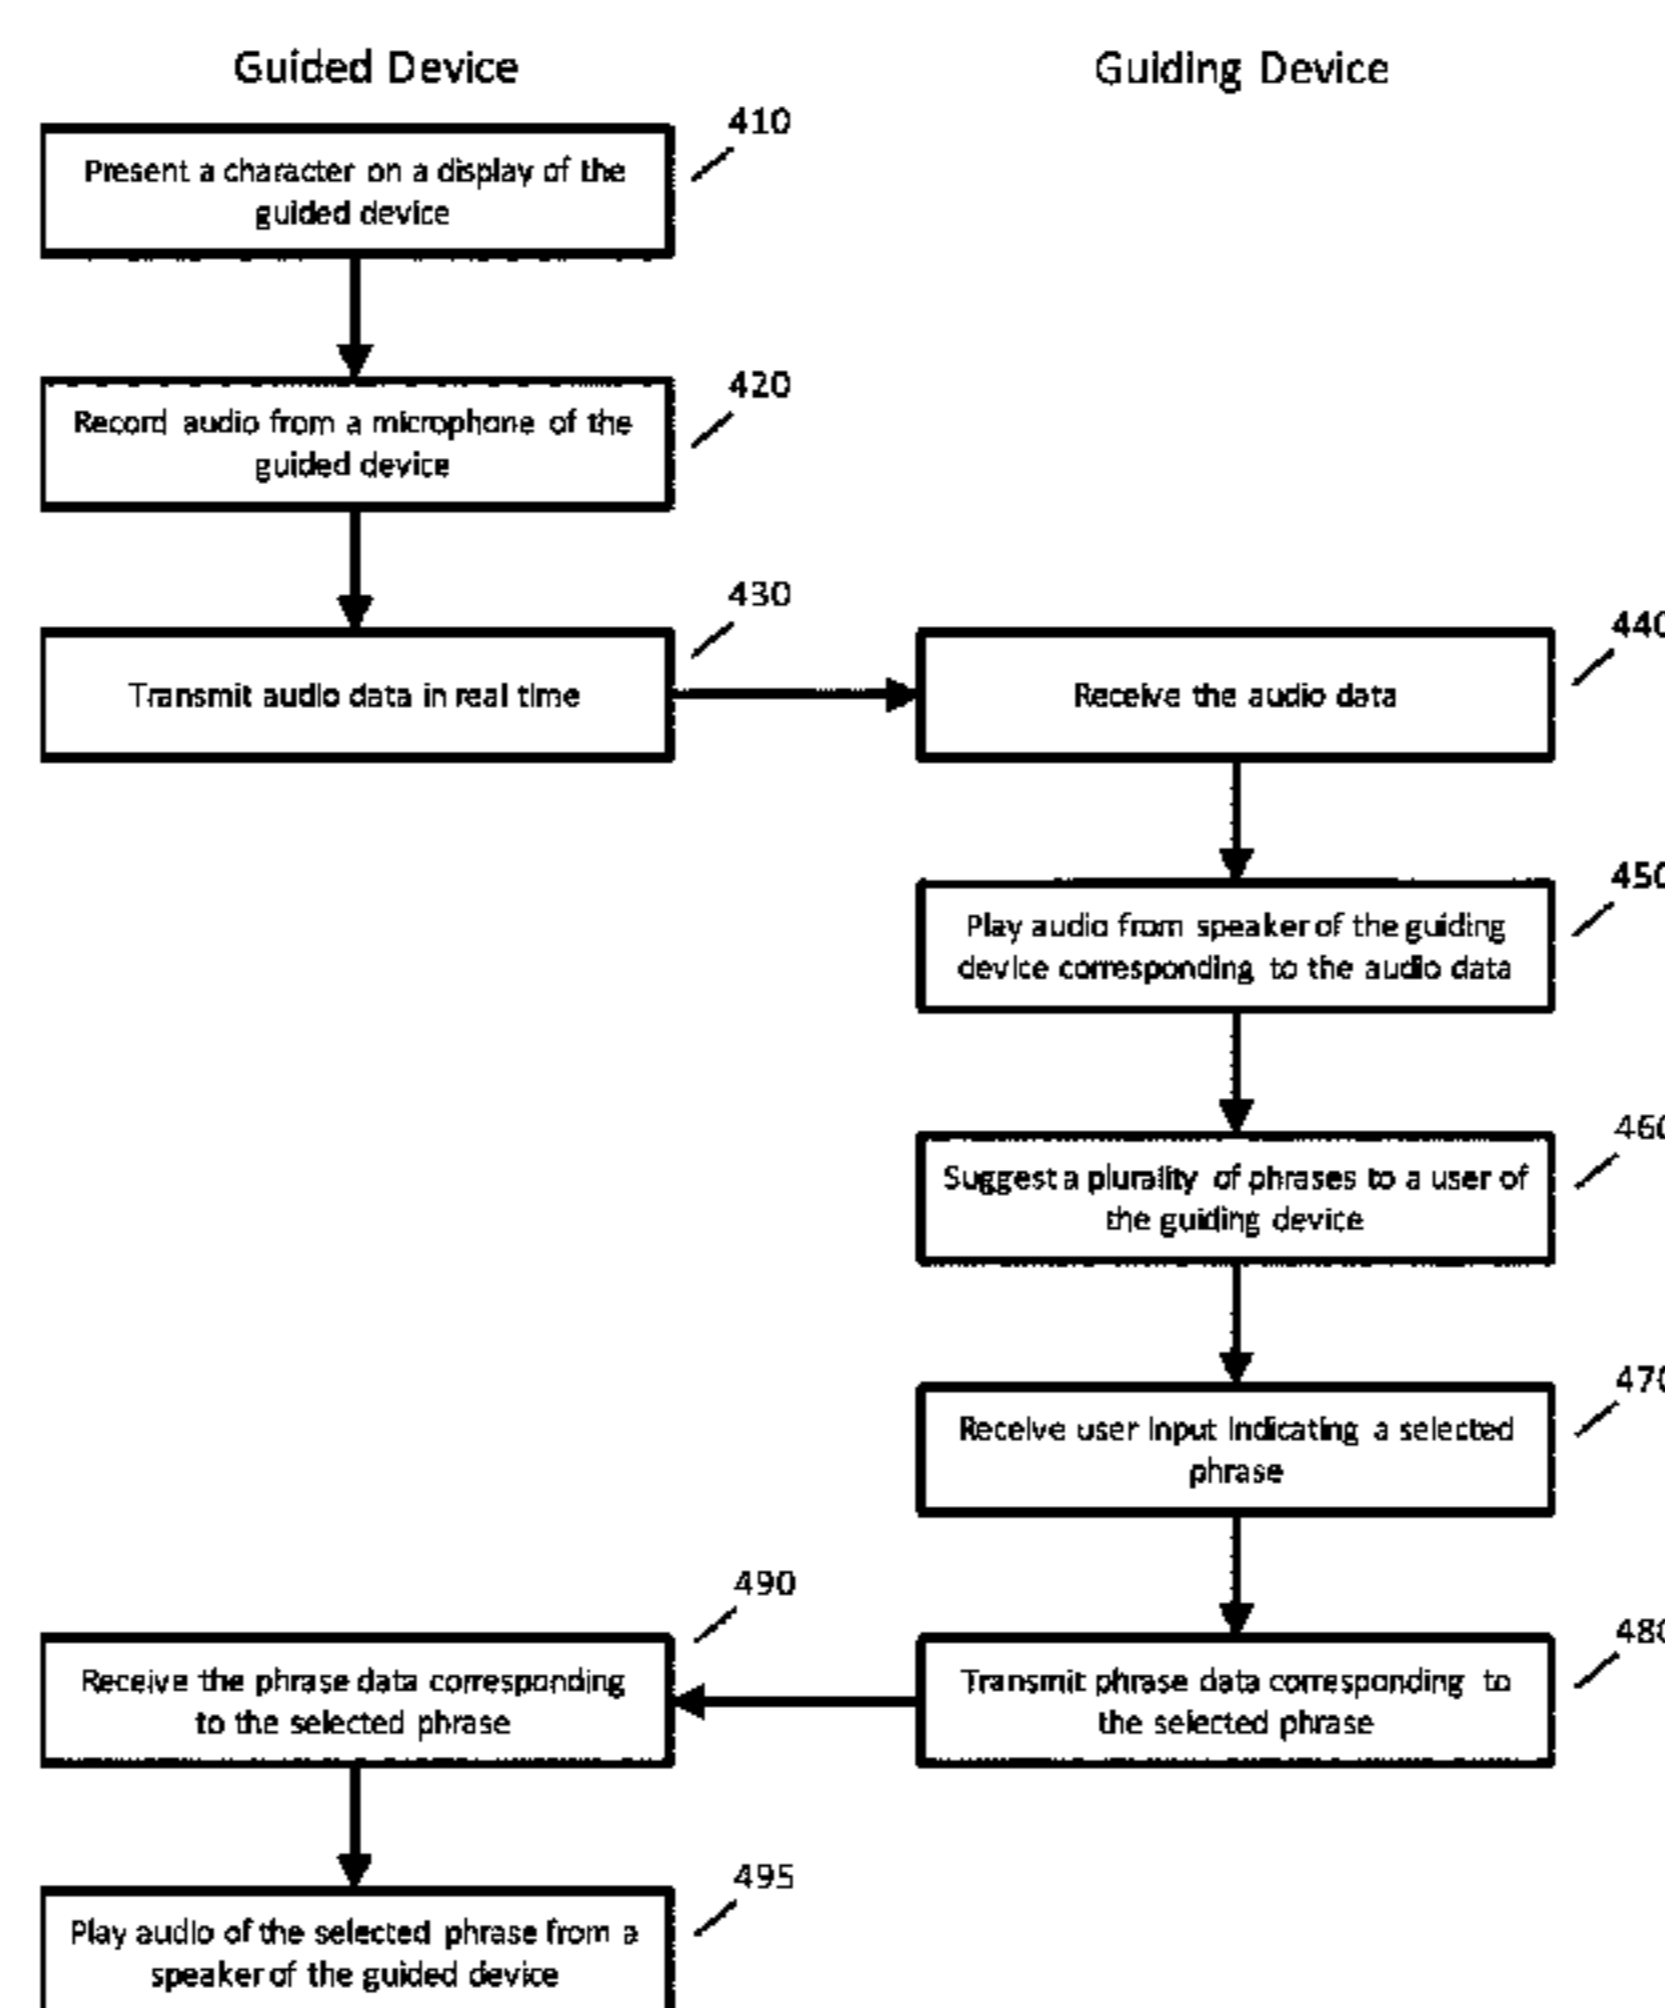 Guided Device
Guiding Device
410
Present a character on a display of the
guided device
420
Record audio from a microphone of the
guided device
430
Transmit audio data in real time
440
Receive the audio data
450
Play audio from speaker of the guiding
device corresponding to the audio data
460
Suggest a plurality of phrases to a user of
the guiding device
470
Receive user input indicating a selected
phrase
480
Transmit phrase data corresponding to
the selected phrase
490
Receive the phrase data corresponding
to the selected phrase
495
Play audio of the selected phrase from a
speaker of the guided device